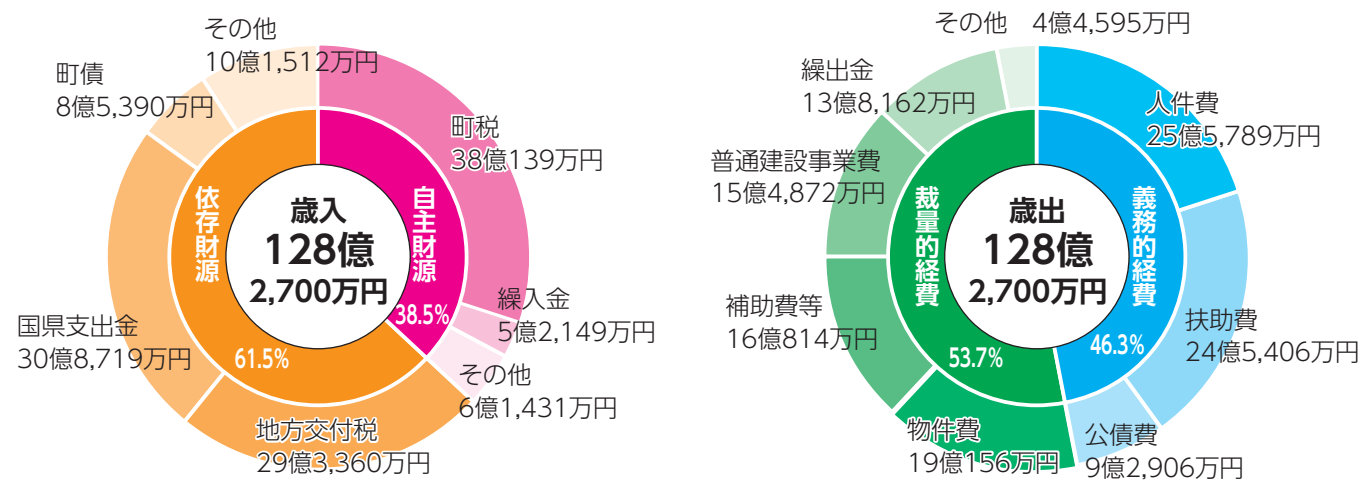 その他
10億1,512万円
町債
8億5,390万円
町税
38億139万円
依存財源
歳入
128億
2,700万円
自主財源
38.5%
61.5%
繰入金
5億2,149万円
国県支出金
30億8,719万円
その他
6億1,431万円
地方交付税
29億3,360万円
その他 4億4,595万円
繰出金
13億8,162万円
人件費
25億5,789万円
普通建設事業費
15億4,872万円
裁量的経費
歳出
128億
2,700万円
義務的経費
46.3%
53.7%
補助費等
16億814万円
扶助費
24億5,406万円
物件費
19億156万円
公債費
9億2,906万円